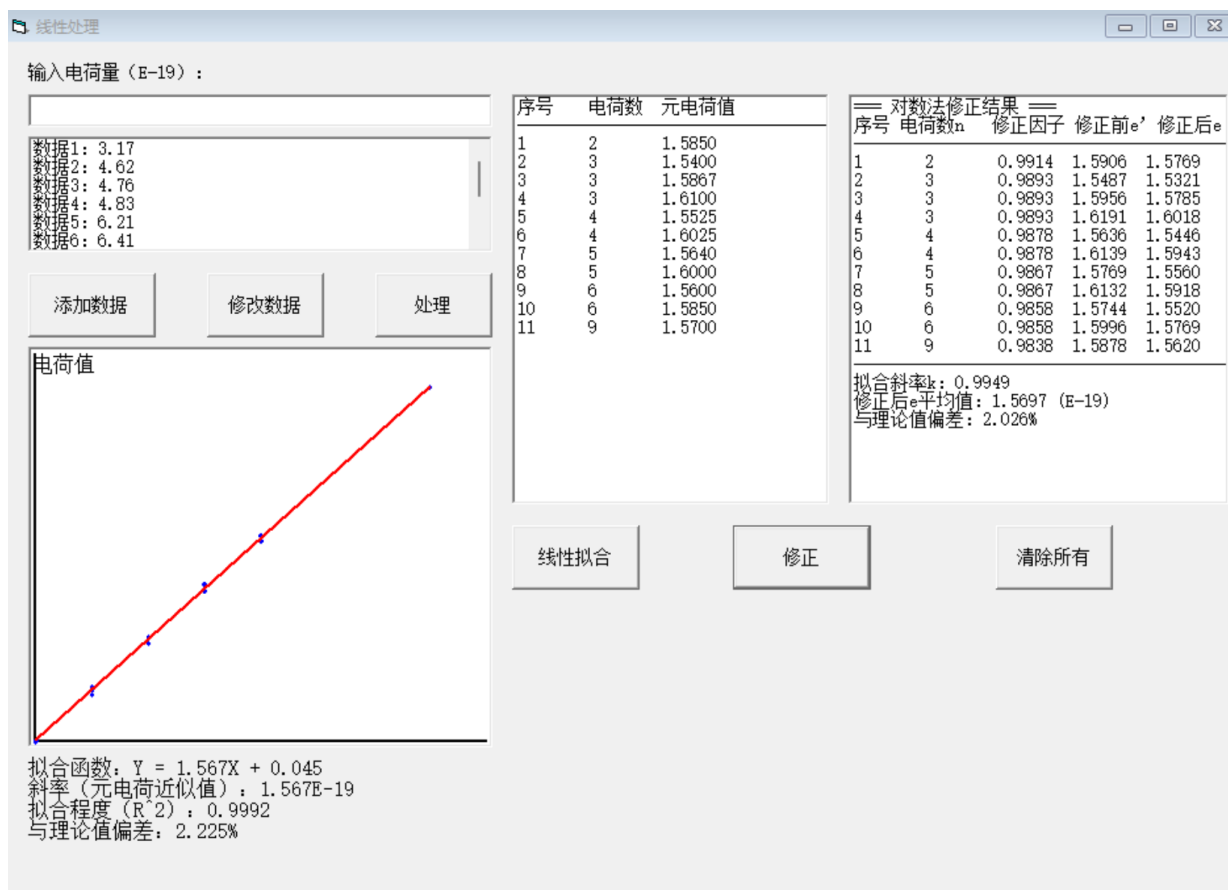 线性处理
输入电荷量（E-19）:
数据1: 3.17
数据2: 4.62
数据3: 4.76
数据4: 4.83
数据5: 6.21
数据6: 6.41
添加数据 修改数据 处理
电荷值
拟合函数: Y = 1.567X + 0.045
斜率（元电荷近似值）: 1.567E-19
拟合程度（R^2）: 0.9992
与理论值偏差: 2.225%
序号 电荷数 元电荷值
1 2 1.5850
2 3 1.5400
3 3 1.5867
4 3 1.6100
5 4 1.5525
6 4 1.6025
7 5 1.5640
8 5 1.6000
9 6 1.5600
10 6 1.5850
11 9 1.5700
== 对数法修正结果 ==
序号 电荷数n 修正因子 修正前e' 修正后e
1 2 0.9914 1.5906 1.5769
2 3 0.9893 1.5487 1.5321
3 3 0.9893 1.5956 1.5785
4 3 0.9893 1.6191 1.6018
5 4 0.9878 1.5636 1.5446
6 4 0.9878 1.6139 1.5943
7 5 0.9867 1.5769 1.5560
8 5 0.9867 1.6132 1.5918
9 6 0.9858 1.5744 1.5520
10 6 0.9858 1.5996 1.5769
11 9 0.9838 1.5878 1.5620
拟合斜率k: 0.9949
修正后e平均值: 1.5697 (E-19)
与理论值偏差: 2.026%
线性拟合 修正 清除所有